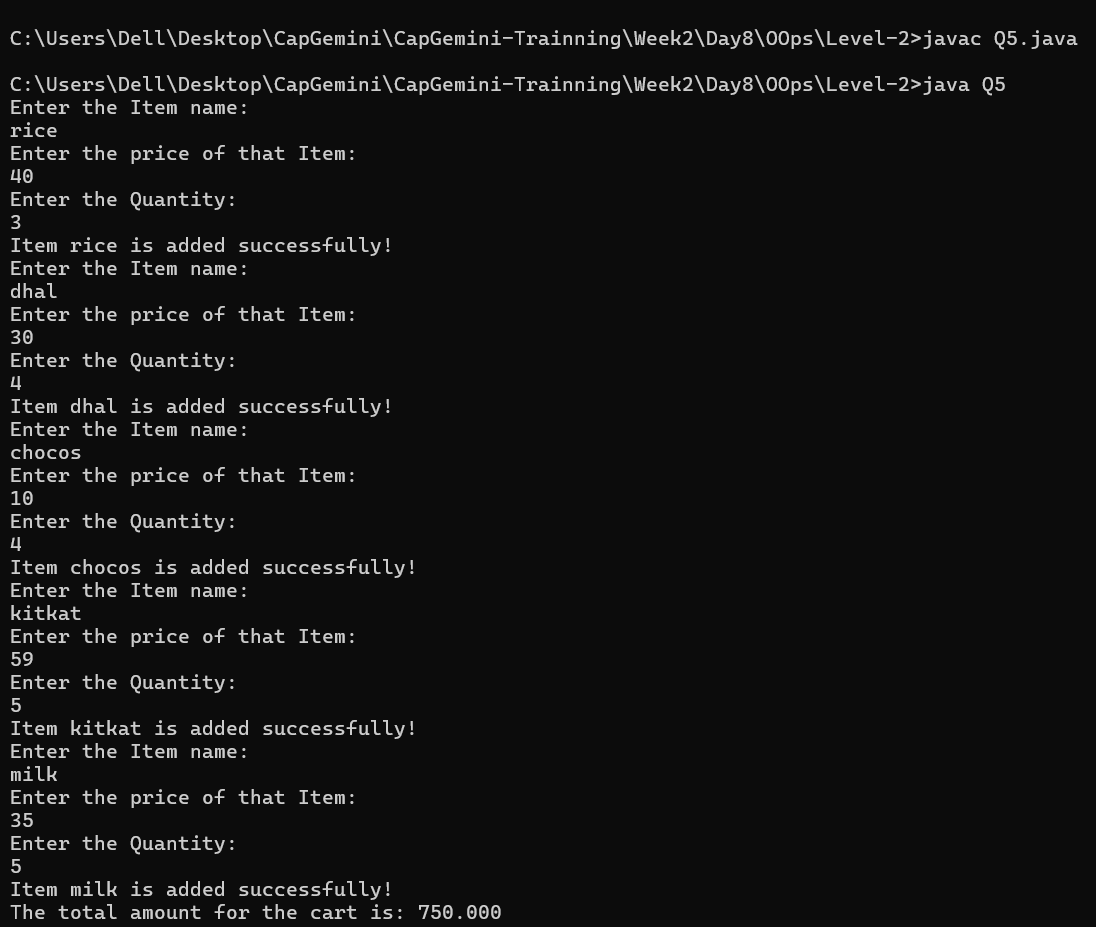 C:\Users\Dell\Desktop\CapGemini\CapGemini-Trainning\Week2\Day8\OOps\Level-2>javac Q5.java
C:\Users\Dell\Desktop\CapGemini\CapGemini-Trainning\Week2\Day8\OOps\Level-2>java Q5
Enter the Item name:
rice
Enter the price of that Item:
40
Enter the Quantity:
3
Item rice is added successfully!
Enter the Item name:
dhal
Enter the price of that Item:
30
Enter the Quantity:
4
Item dhal is added successfully!
Enter the Item name:
chocos
Enter the price of that Item:
10
Enter the Quantity:
4
Item chocos is added successfully!
Enter the Item name:
kitkat
Enter the price of that Item:
59
Enter the Quantity:
5
Item kitkat is added successfully!
Enter the Item name:
milk
Enter the price of that Item:
35
Enter the Quantity:
5
Item milk is added successfully!
The total amount for the cart is: 750.000